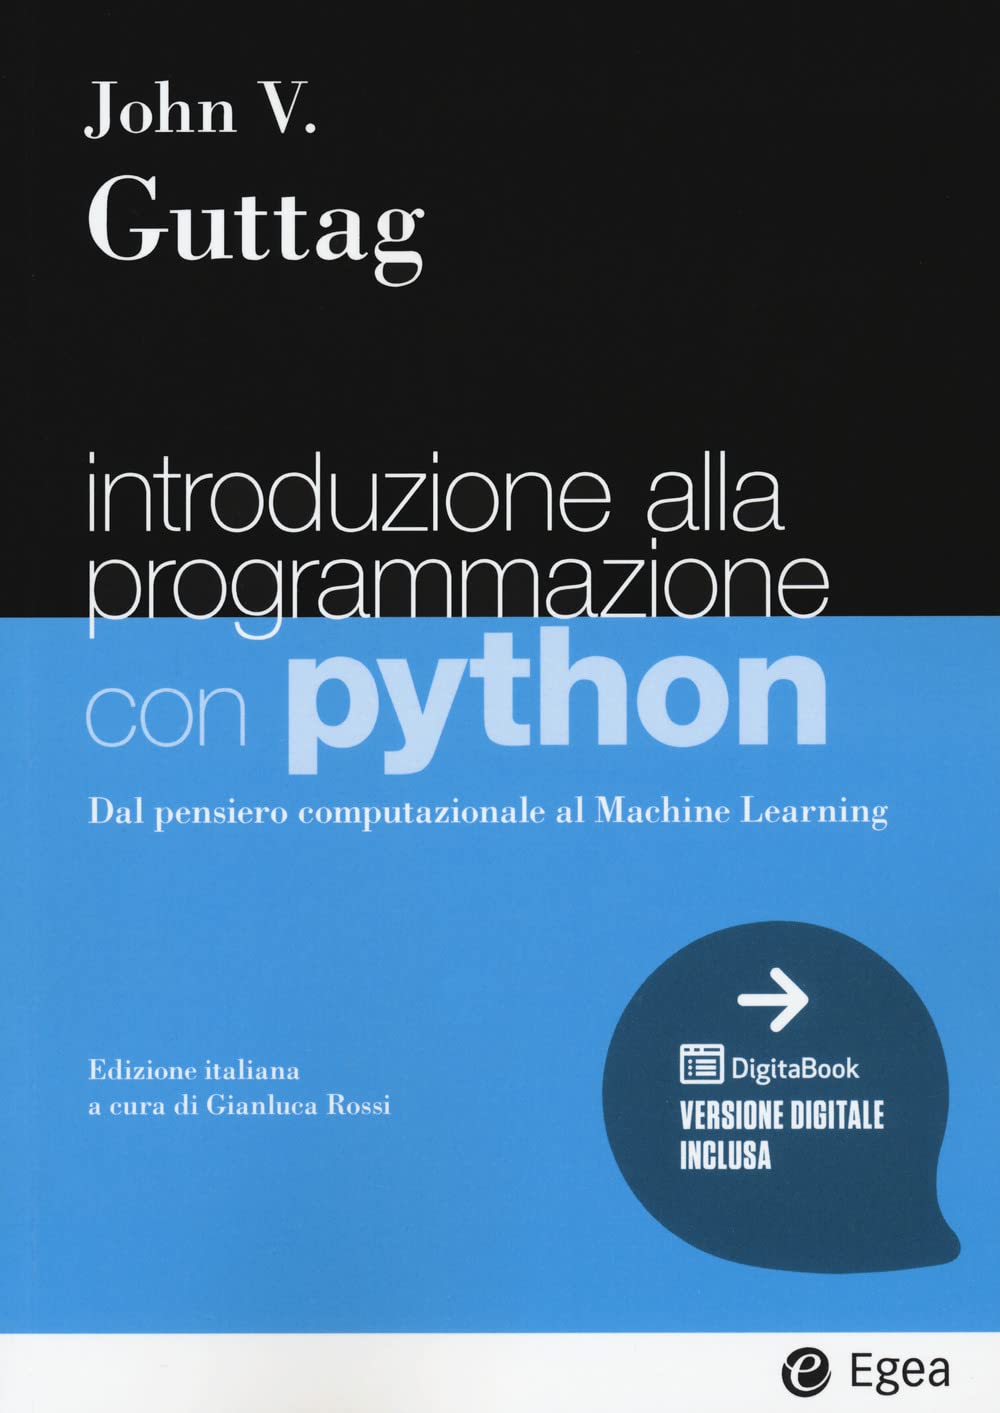 John V.
Guttag
introduzione alla
programmazione
con python
Dal pensiero computazionale al Machine Learning
Edizione italiana
a cura di Gianluca Rossi
DigitaBook
VERSIONE DIGITALE
INCLUSA
e Egea